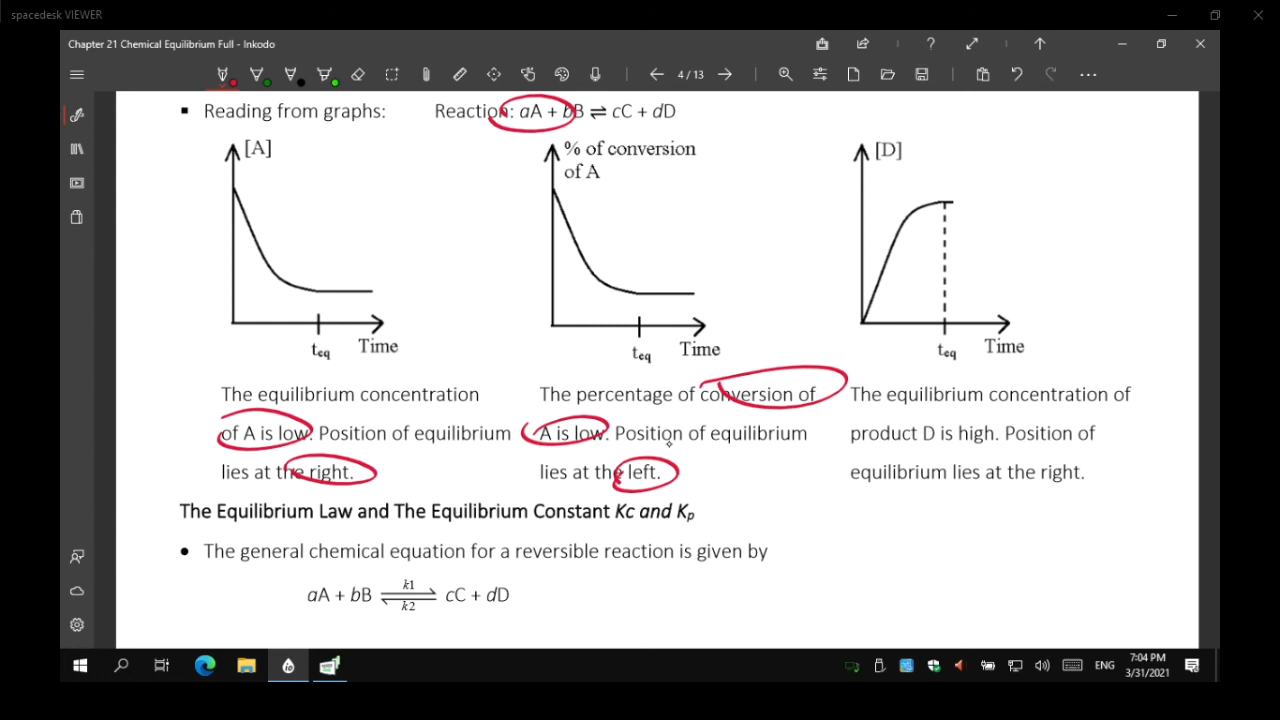 spacedesk VIEWER
Chapter 21 Chemical Equilibrium Full - Inkodo
4 / 13
▪ Reading from graphs: Reaction: aA + bB ⇌ cC + dD
[A]
teq
Time
% of conversion
of A
teq
Time
[D]
teq
Time
The equilibrium concentration
of A is low. Position of equilibrium
lies at the right.
The percentage of conversion of
A is low. Position of equilibrium
lies at the left.
The equilibrium concentration of
product D is high. Position of
equilibrium lies at the right.
The Equilibrium Law and The Equilibrium Constant Kc and Kp
• The general chemical equation for a reversible reaction is given by
k1
aA + bB ⇌ cC + dD
k2
ENG
7:04 PM
3/31/2021